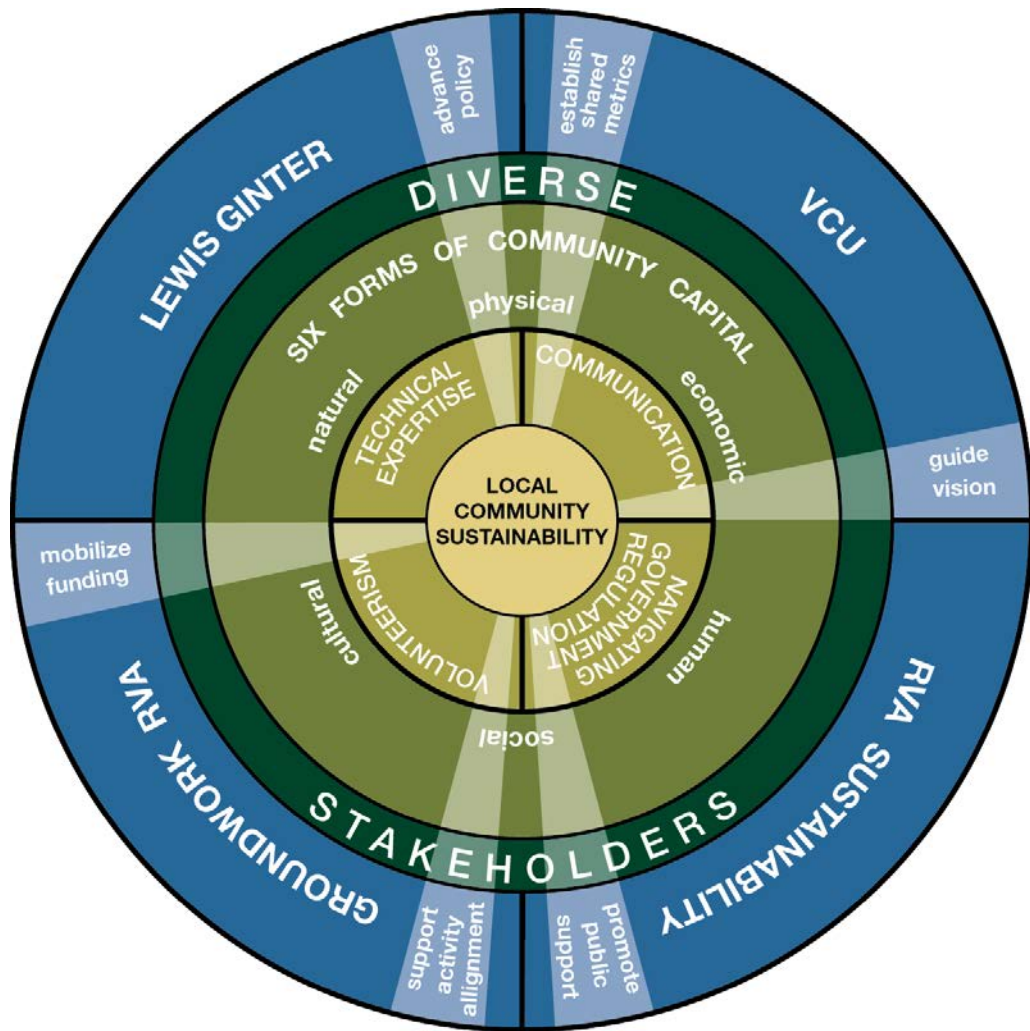 advance
policy
establish
shared
metrics
LEWIS GINTER
VCU
DIVERSE
SIX FORMS OF COMMUNITY CAPITAL
physical
natural
economic
TECHNICAL
EXPERTISE
COMMUNICATION
guide
vision
LOCAL
COMMUNITY
SUSTAINABILITY
mobilize
funding
VOLUNTEERISM
NAVIGATING
GOVERNMENT
REGULATION
cultural
human
social
GROUNDWORK RVA
RVA SUSTAINABILITY
STAKEHOLDERS
support
activity
allignment
promote
public
support